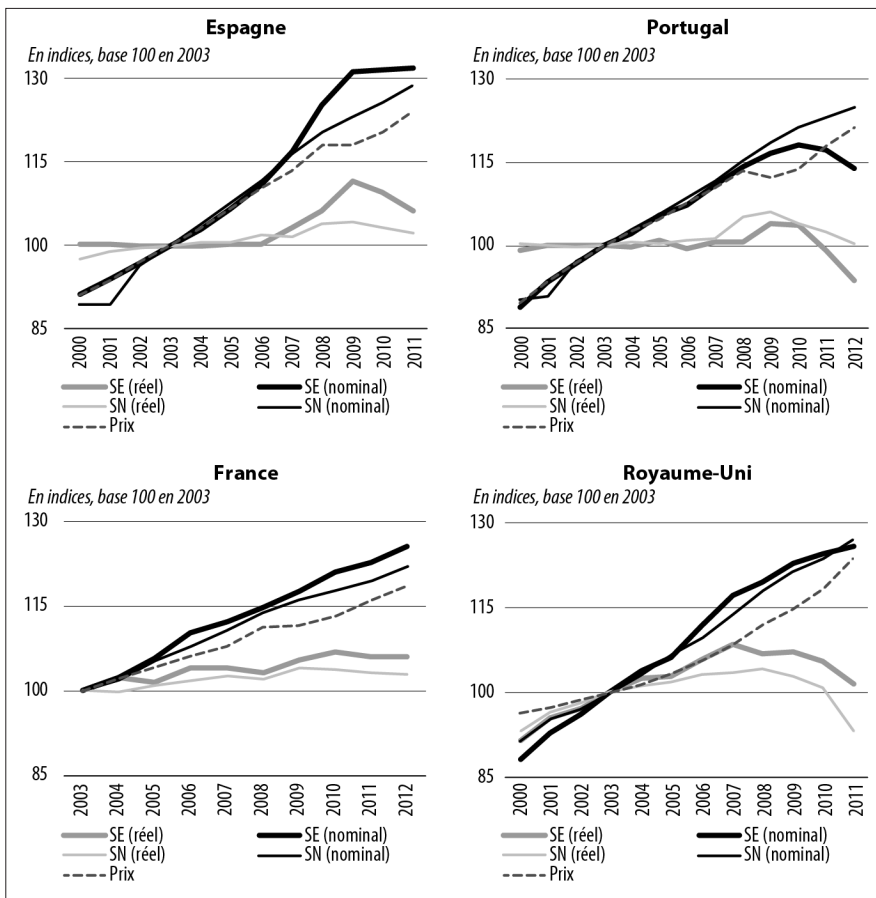 Espagne
En indices, base 100 en 2003
130
115
100
85
2000 2001 2002 2003 2004 2005 2006 2007 2008 2009 2010 2011
SE (réel) SE (nominal)
SN (réel) SN (nominal)
Prix
Portugal
En indices, base 100 en 2003
130
115
100
85
2000 2001 2002 2003 2004 2005 2006 2007 2008 2009 2010 2011 2012
SE (réel) SE (nominal)
SN (réel) SN (nominal)
Prix
France
En indices, base 100 en 2003
130
115
100
85
2003 2004 2005 2006 2007 2008 2009 2010 2011 2012
SE (réel) SE (nominal)
SN (réel) SN (nominal)
Prix
Royaume-Uni
En indices, base 100 en 2003
130
115
100
85
2000 2001 2002 2003 2004 2005 2006 2007 2008 2009 2010 2011
SE (réel) SE (nominal)
SN (réel) SN (nominal)
Prix